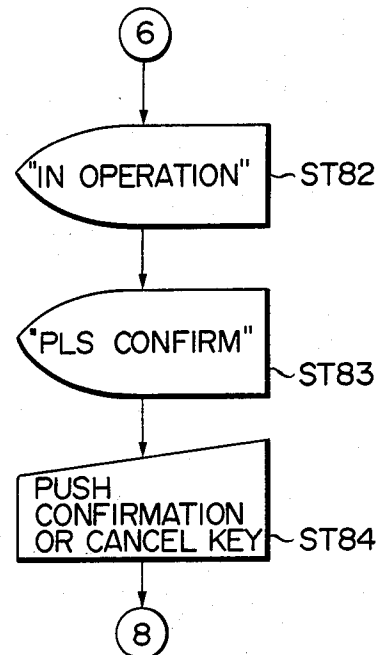 6
"IN OPERATION"
ST82
"PLS CONFIRM"
ST83
PUSH
CONFIRMATION
OR CANCEL KEY
ST84
8